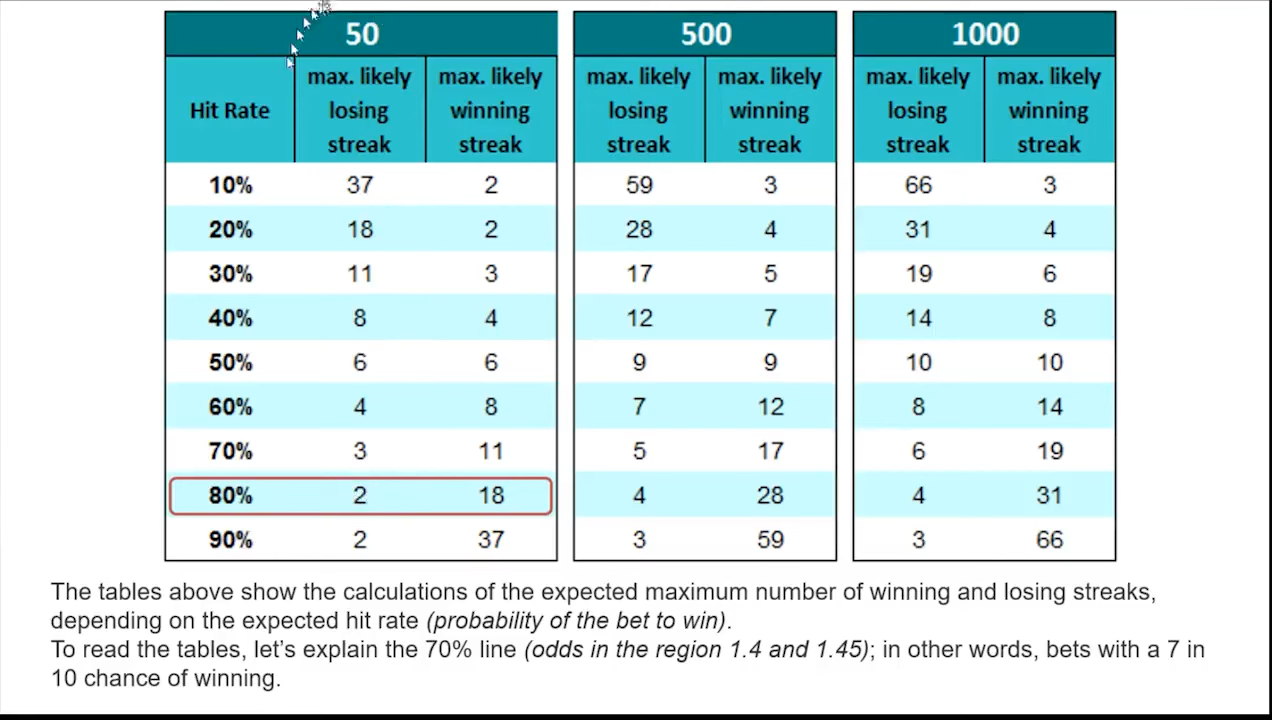 50 500 1000
Hit Rate max. likely losing streak max. likely winning streak max. likely losing streak max. likely winning streak max. likely losing streak max. likely winning streak
10% 37 2 59 3 66 3
20% 18 2 28 4 31 4
30% 11 3 17 5 19 6
40% 8 4 12 7 14 8
50% 6 6 9 9 10 10
60% 4 8 7 12 8 14
70% 3 11 5 17 6 19
80% 2 18 4 28 4 31
90% 2 37 3 59 3 66
The tables above show the calculations of the expected maximum number of winning and losing streaks,
depending on the expected hit rate (probability of the bet to win).
To read the tables, let’s explain the 70% line (odds in the region 1.4 and 1.45); in other words, bets with a 7 in
10 chance of winning.